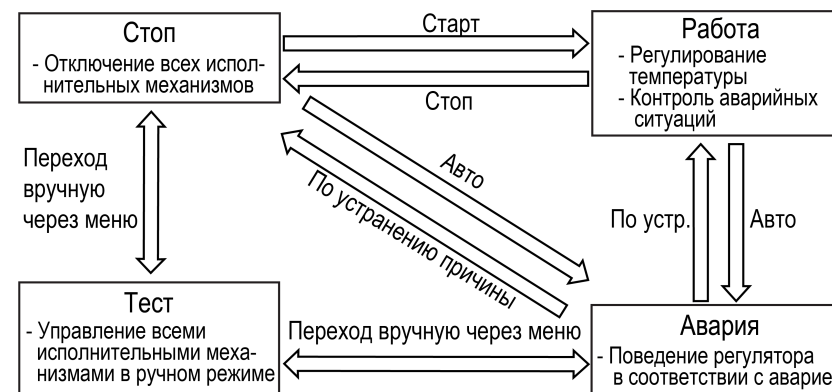 Стоп
- Отключение всех испол-
нительных механизмов
Старт
Стоп
Работа
- Регулирование
температуры
- Контроль аварийных
ситуаций
Переход
вручную
через меню
Авто
По устранению причины
По устр.
Авто
Тест
- Управление всеми
исполнительными меха-
низмами в ручном режиме
Переход вручную через меню
Авария
- Поведение регулятора
в соответствии с аварие